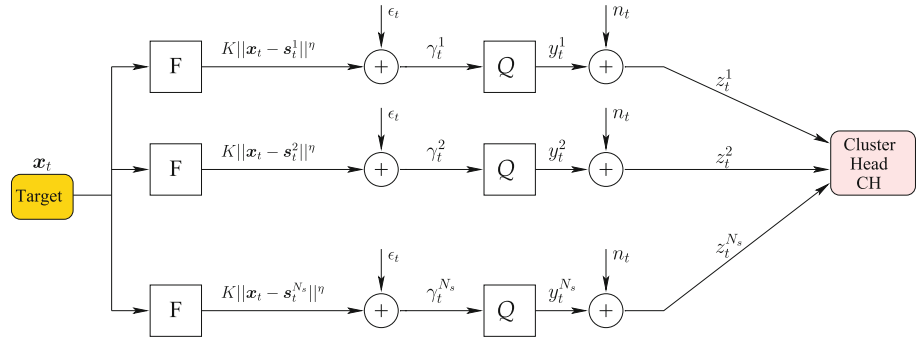 ϵ_t n_t
F K||x_t − s_t^1||^η + γ_t^1 Q y_t^1 + z_t^1
ϵ_t n_t
x_t F K||x_t − s_t^2||^η + γ_t^2 Q y_t^2 + z_t^2
Target
Cluster
Head
CH
ϵ_t n_t
F K||x_t − s_t^{N_s}||^η + γ_t^{N_s} Q y_t^{N_s} + z_t^{N_s}